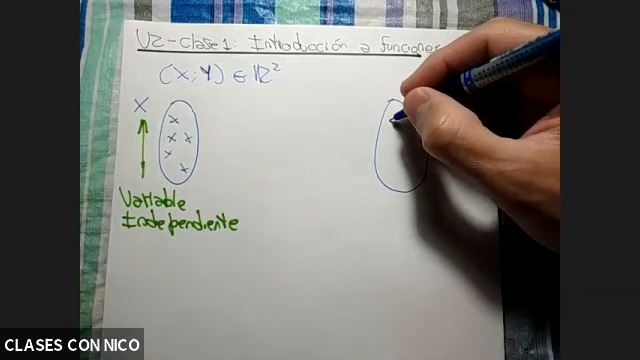 U2-clase 1: Introducción a funciones
(X; Y) ∈ ℝ²
X
Variable
Independiente
CLASES CON NICO